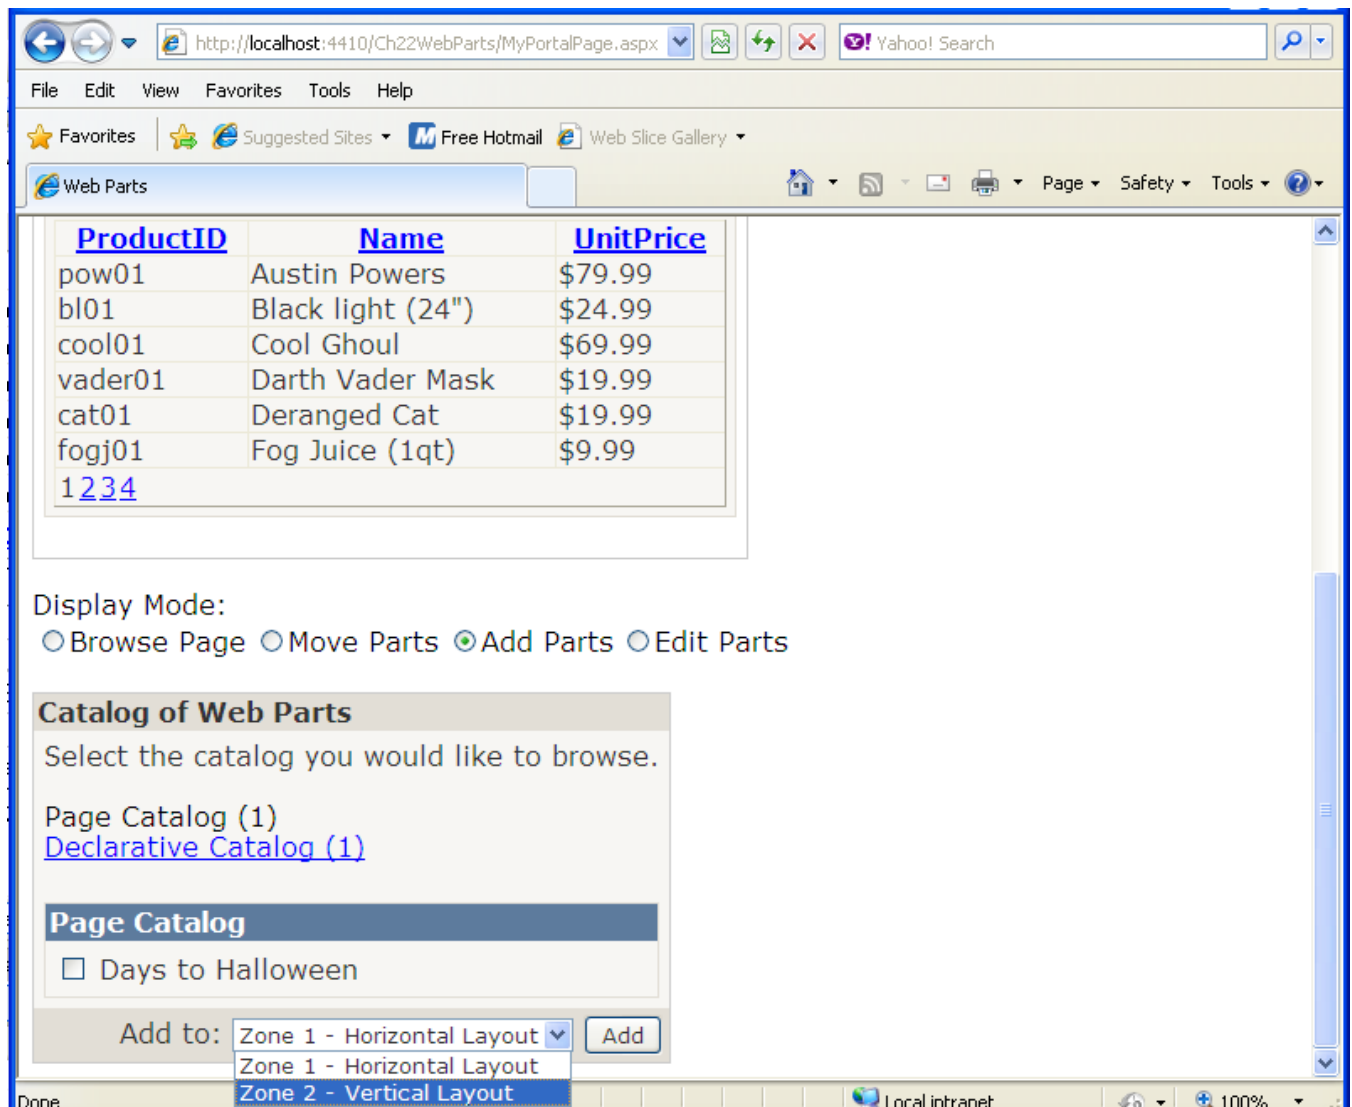 http://localhost:4410/Ch22WebParts/MyPortalPage.aspx Yahoo! Search
File Edit View Favorites Tools Help
Favorites Suggested Sites Free Hotmail Web Slice Gallery
Web Parts Page Safety Tools
ProductID Name UnitPrice
pow01 Austin Powers $79.99
bl01 Black light (24") $24.99
cool01 Cool Ghoul $69.99
vader01 Darth Vader Mask $19.99
cat01 Deranged Cat $19.99
fogj01 Fog Juice (1qt) $9.99
1234
Display Mode:
Browse Page Move Parts Add Parts Edit Parts
Catalog of Web Parts
Select the catalog you would like to browse.
Page Catalog (1)
Declarative Catalog (1)
Page Catalog
Days to Halloween
Add to: Zone 1 - Horizontal Layout Add
Zone 1 - Horizontal Layout
Zone 2 - Vertical Layout
Done Local intranet 100%